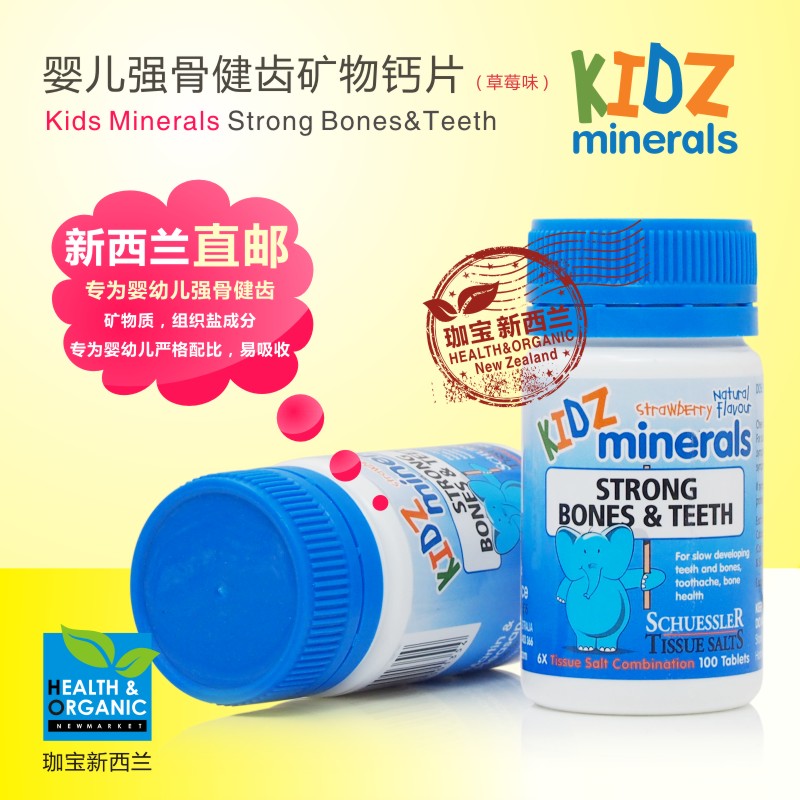 婴儿强骨健齿矿物钙片（草莓味）
Kids Minerals Strong Bones&Teeth
KIDZ
minerals
新西兰直邮
专为婴幼儿强骨健齿
矿物质，组织盐成分
专为婴幼儿严格配比，易吸收
珈宝新西兰
HEALTH&ORGANIC
New Zealand
Natural
strawberry flavour
KIDZ
minerals
STRONG
BONES & TEETH
For slow developing
teeth and bones,
toothache, bone
health
SCHUESSLER
TISSUE SALTS
6X Tissue Salt Combination 100 Tablets
KIDZ
minerals
STRONG
BONES & TEE
HEALTH &
ORGANIC
NEWMARKET
珈宝新西兰